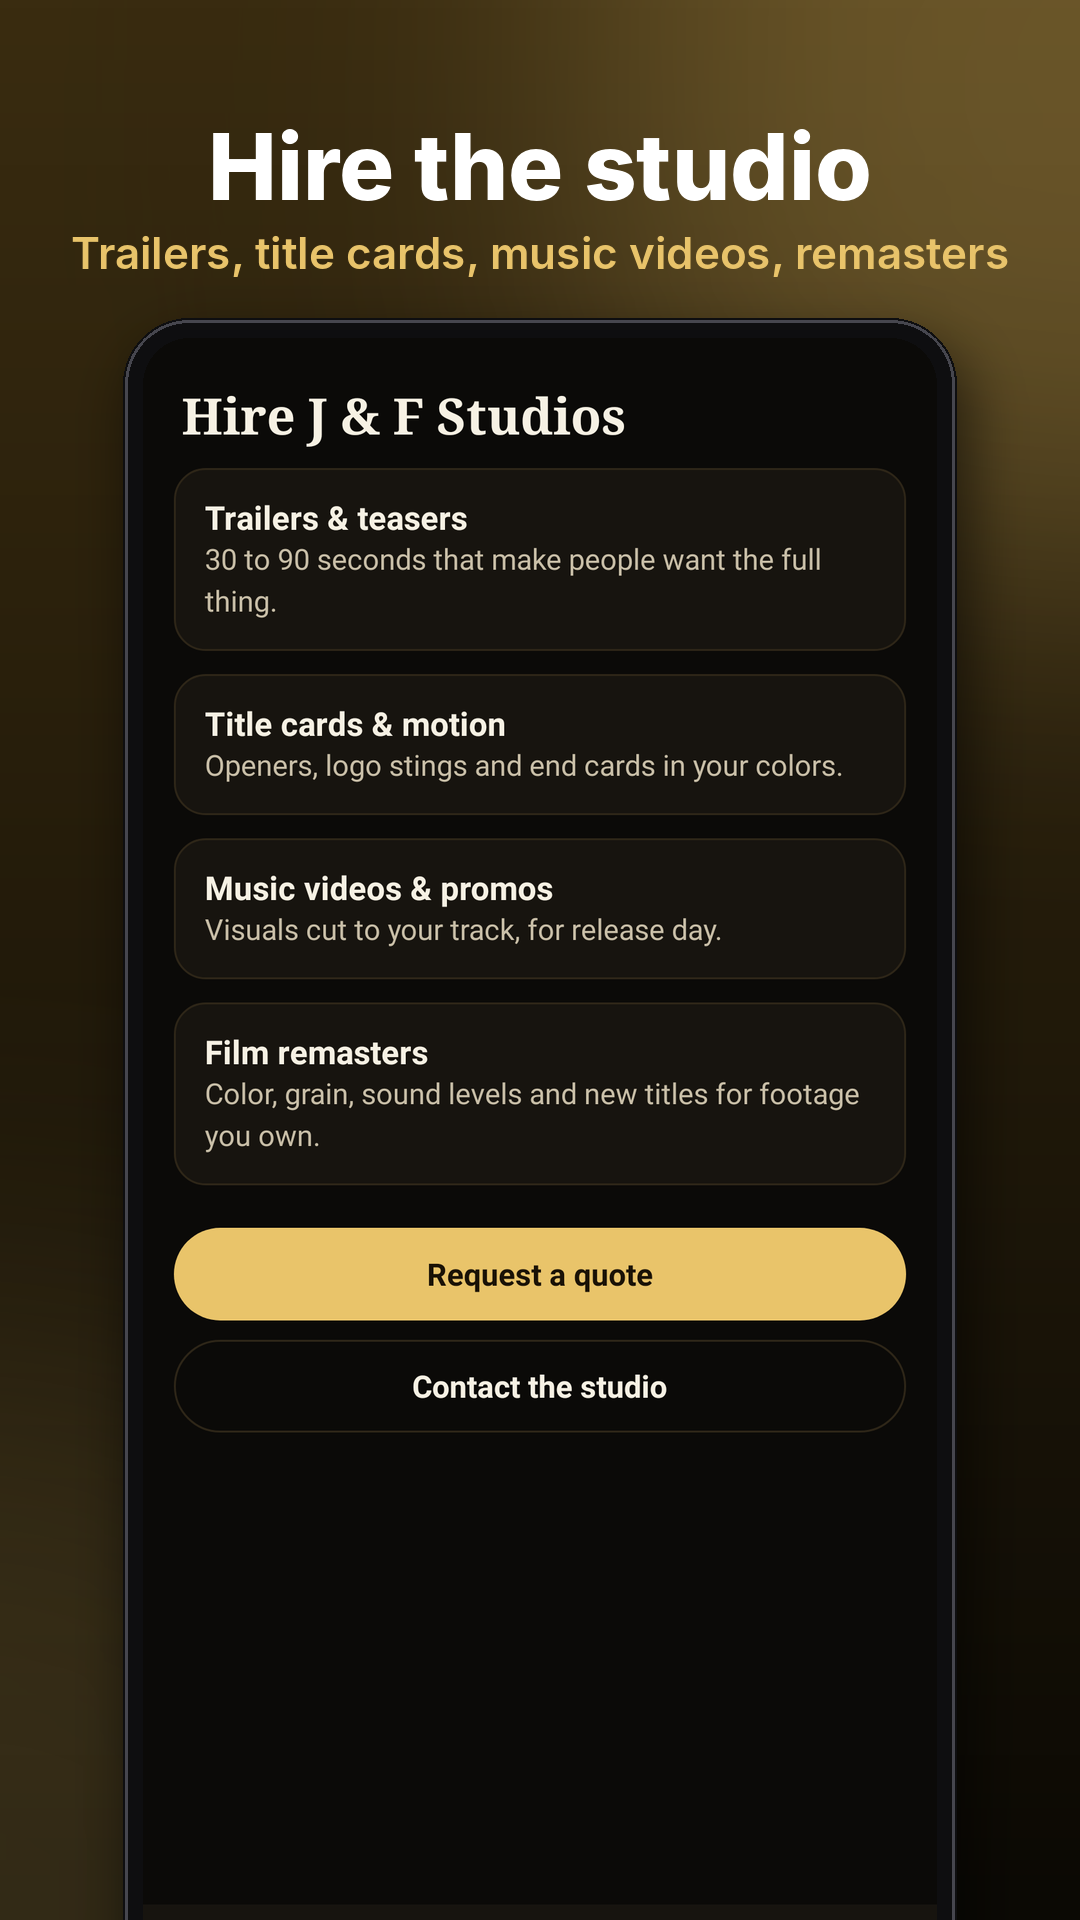 Hire the studio
Trailers, title cards, music videos, remasters
Hire J & F Studios
Trailers & teasers
30 to 90 seconds that make people want the full
thing.
Title cards & motion
Openers, logo stings and end cards in your colors.
Music videos & promos
Visuals cut to your track, for release day.
Film remasters
Color, grain, sound levels and new titles for footage
you own.
Request a quote
Contact the studio